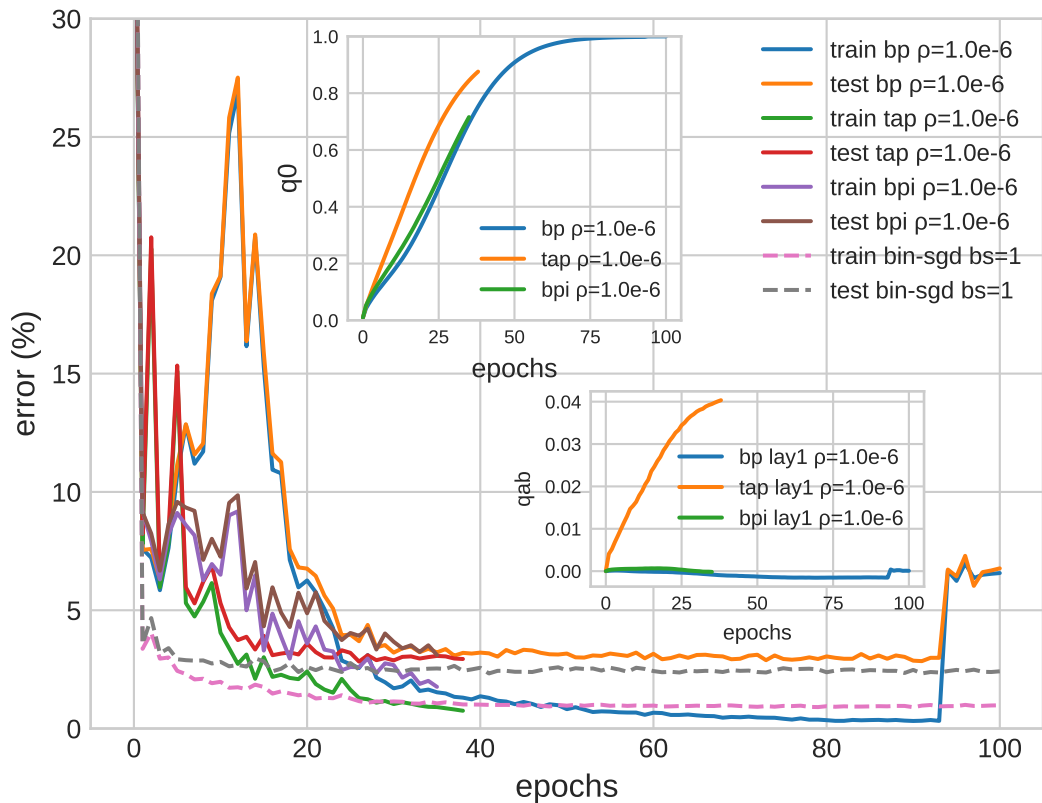 30
25
20
15
10
5
0
error (%)
0
20
40
60
80
100
epochs
train bp ρ=1.0e-6
test bp ρ=1.0e-6
train tap ρ=1.0e-6
test tap ρ=1.0e-6
train bpi ρ=1.0e-6
test bpi ρ=1.0e-6
train bin-sgd bs=1
test bin-sgd bs=1
1.0
0.8
0.6
0.4
0.2
0.0
q0
0
25
50
75
100
epochs
bp ρ=1.0e-6
tap ρ=1.0e-6
bpi ρ=1.0e-6
0.04
0.03
0.02
0.01
0.00
qab
0
25
50
75
100
epochs
bp lay1 ρ=1.0e-6
tap lay1 ρ=1.0e-6
bpi lay1 ρ=1.0e-6